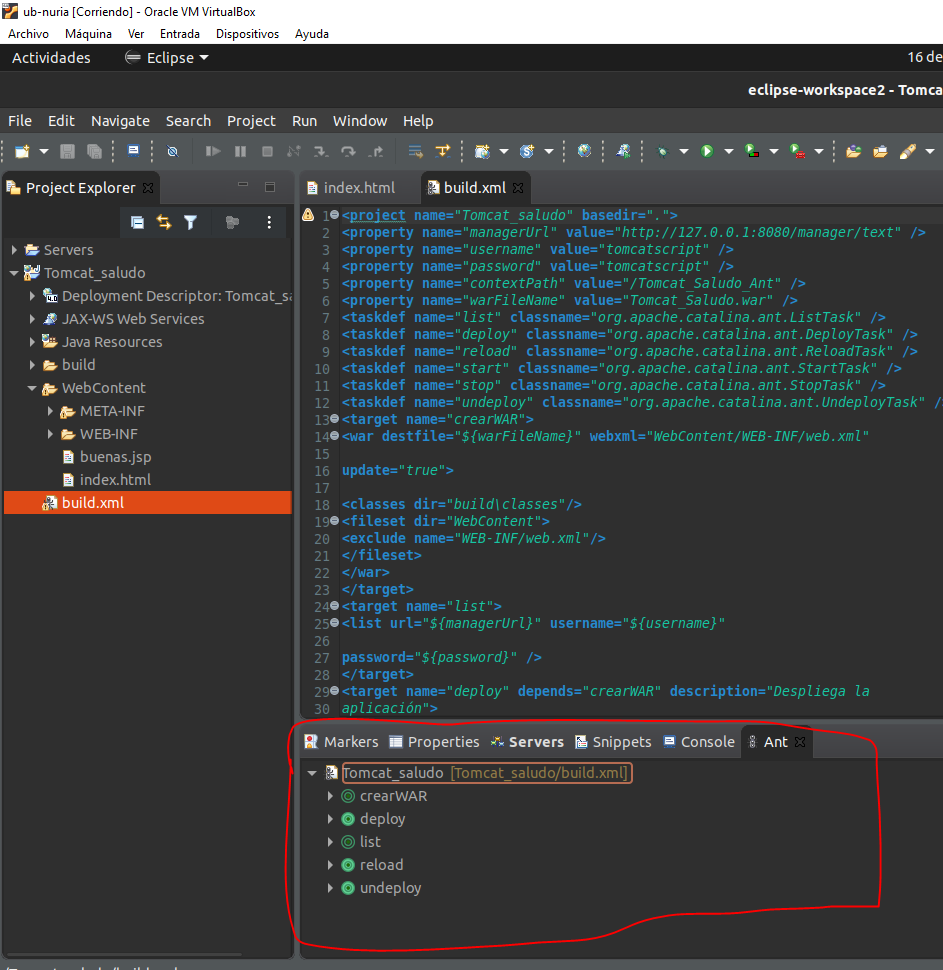 ub-nuria [Corriendo] - Oracle VM VirtualBox
Archivo Máquina Ver Entrada Dispositivos Ayuda
Actividades Eclipse 16 de
eclipse-workspace2 - Tomca
File Edit Navigate Search Project Run Window Help
Project Explorer
Servers
Tomcat_saludo
Deployment Descriptor: Tomcat_sa
JAX-WS Web Services
Java Resources
build
WebContent
META-INF
WEB-INF
buenas.jsp
index.html
build.xml
index.html build.xml
1 <project name="Tomcat_saludo" basedir=".">
2 <property name="managerUrl" value="http://127.0.0.1:8080/manager/text" />
3 <property name="username" value="tomcatscript" />
4 <property name="password" value="tomcatscript" />
5 <property name="contextPath" value="/Tomcat_Saludo_Ant" />
6 <property name="warFileName" value="Tomcat_Saludo.war" />
7 <taskdef name="list" classname="org.apache.catalina.ant.ListTask" />
8 <taskdef name="deploy" classname="org.apache.catalina.ant.DeployTask" />
9 <taskdef name="reload" classname="org.apache.catalina.ant.ReloadTask" />
10 <taskdef name="start" classname="org.apache.catalina.ant.StartTask" />
11 <taskdef name="stop" classname="org.apache.catalina.ant.StopTask" />
12 <taskdef name="undeploy" classname="org.apache.catalina.ant.UndeployTask" /
13 <target name="crearWAR">
14 <war destfile="${warFileName}" webxml="WebContent/WEB-INF/web.xml"
15
16 update="true">
17
18 <classes dir="build\classes"/>
19 <fileset dir="WebContent">
20 <exclude name="WEB-INF/web.xml"/>
21 </fileset>
22 </war>
23 </target>
24 <target name="list">
25 <list url="${managerUrl}" username="${username}"
26
27 password="${password}" />
28 </target>
29 <target name="deploy" depends="crearWAR" description="Despliega la
30 aplicación">
Markers Properties Servers Snippets Console Ant
Tomcat_saludo [Tomcat_saludo/build.xml]
crearWAR
deploy
list
reload
undeploy